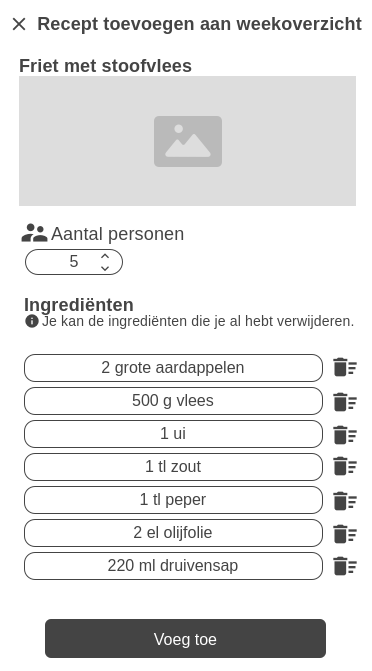 Recept toevoegen aan weekoverzicht
Friet met stoofvlees
Aantal personen
5
Ingrediënten
Je kan de ingrediënten die je al hebt verwijderen.
2 grote aardappelen
500 g vlees
1 ui
1 tl zout
1 tl peper
2 el olijfolie
220 ml druivensap
Voeg toe